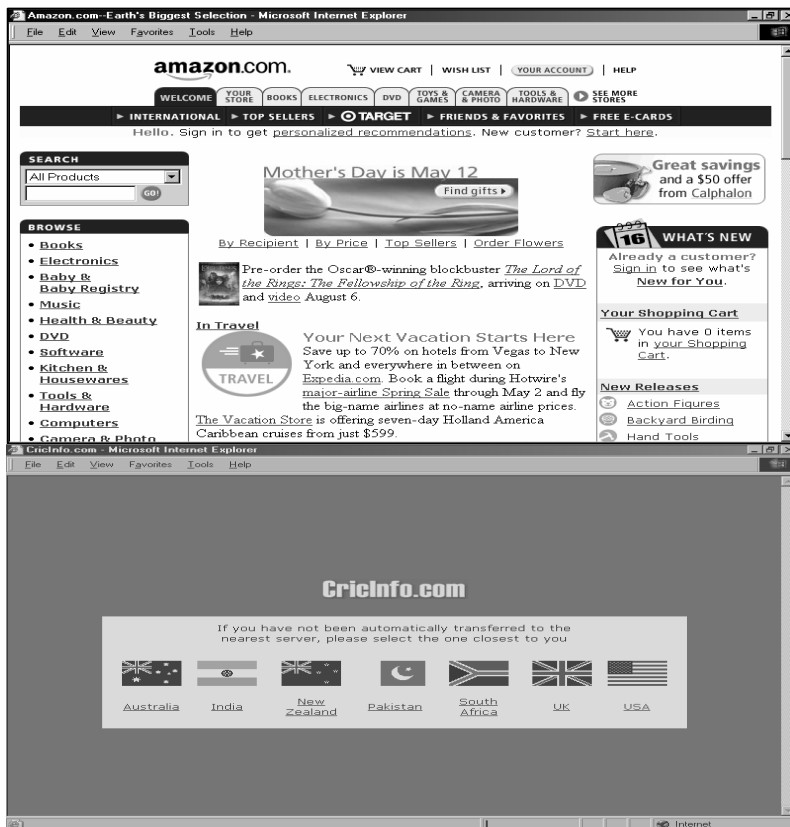 Amazon.com--Earth's Biggest Selection - Microsoft Internet Explorer
File Edit View Favorites Tools Help
amazon.com.
VIEW CART | WISH LIST | YOUR ACCOUNT | HELP
WELCOME YOUR STORE BOOKS ELECTRONICS DVD TOYS & GAMES CAMERA & PHOTO TOOLS & HARDWARE SEE MORE STORES
INTERNATIONAL TOP SELLERS TARGET FRIENDS & FAVORITES FREE E-CARDS
Hello. Sign in to get personalized recommendations. New customer? Start here.
SEARCH
All Products
GO!
BROWSE
• Books
• Electronics
• Baby &
Baby Registry
• Music
• Health & Beauty
• DVD
• Software
• Kitchen &
Housewares
• Tools &
Hardware
• Computers
• Camera & Photo
Mother's Day is May 12
Find gifts
By Recipient | By Price | Top Sellers | Order Flowers
Pre-order the Oscar®-winning blockbuster The Lord of
the Rings: The Fellowship of the Ring, arriving on DVD
and video August 6.
In Travel
TRAVEL
Your Next Vacation Starts Here
Save up to 70% on hotels from Vegas to New
York and everywhere in between on
Expedia.com. Book a flight during Hotwire's
major-airline Spring Sale through May 2 and fly
the big-name airlines at no-name airline prices.
The Vacation Store is offering seven-day Holland America
Caribbean cruises from just $599.
Great savings
and a $50 offer
from Calphalon
16 WHAT'S NEW
Already a customer?
Sign in to see what's
New for You.
Your Shopping Cart
You have 0 items
in your Shopping
Cart.
New Releases
Action Figures
Backyard Birding
Hand Tools
CricInfo.com - Microsoft Internet Explorer
File Edit View Favorites Tools Help
CricInfo.com
If you have not been automatically transferred to the
nearest server, please select the one closest to you
Australia India New Zealand Pakistan South Africa UK USA
Internet